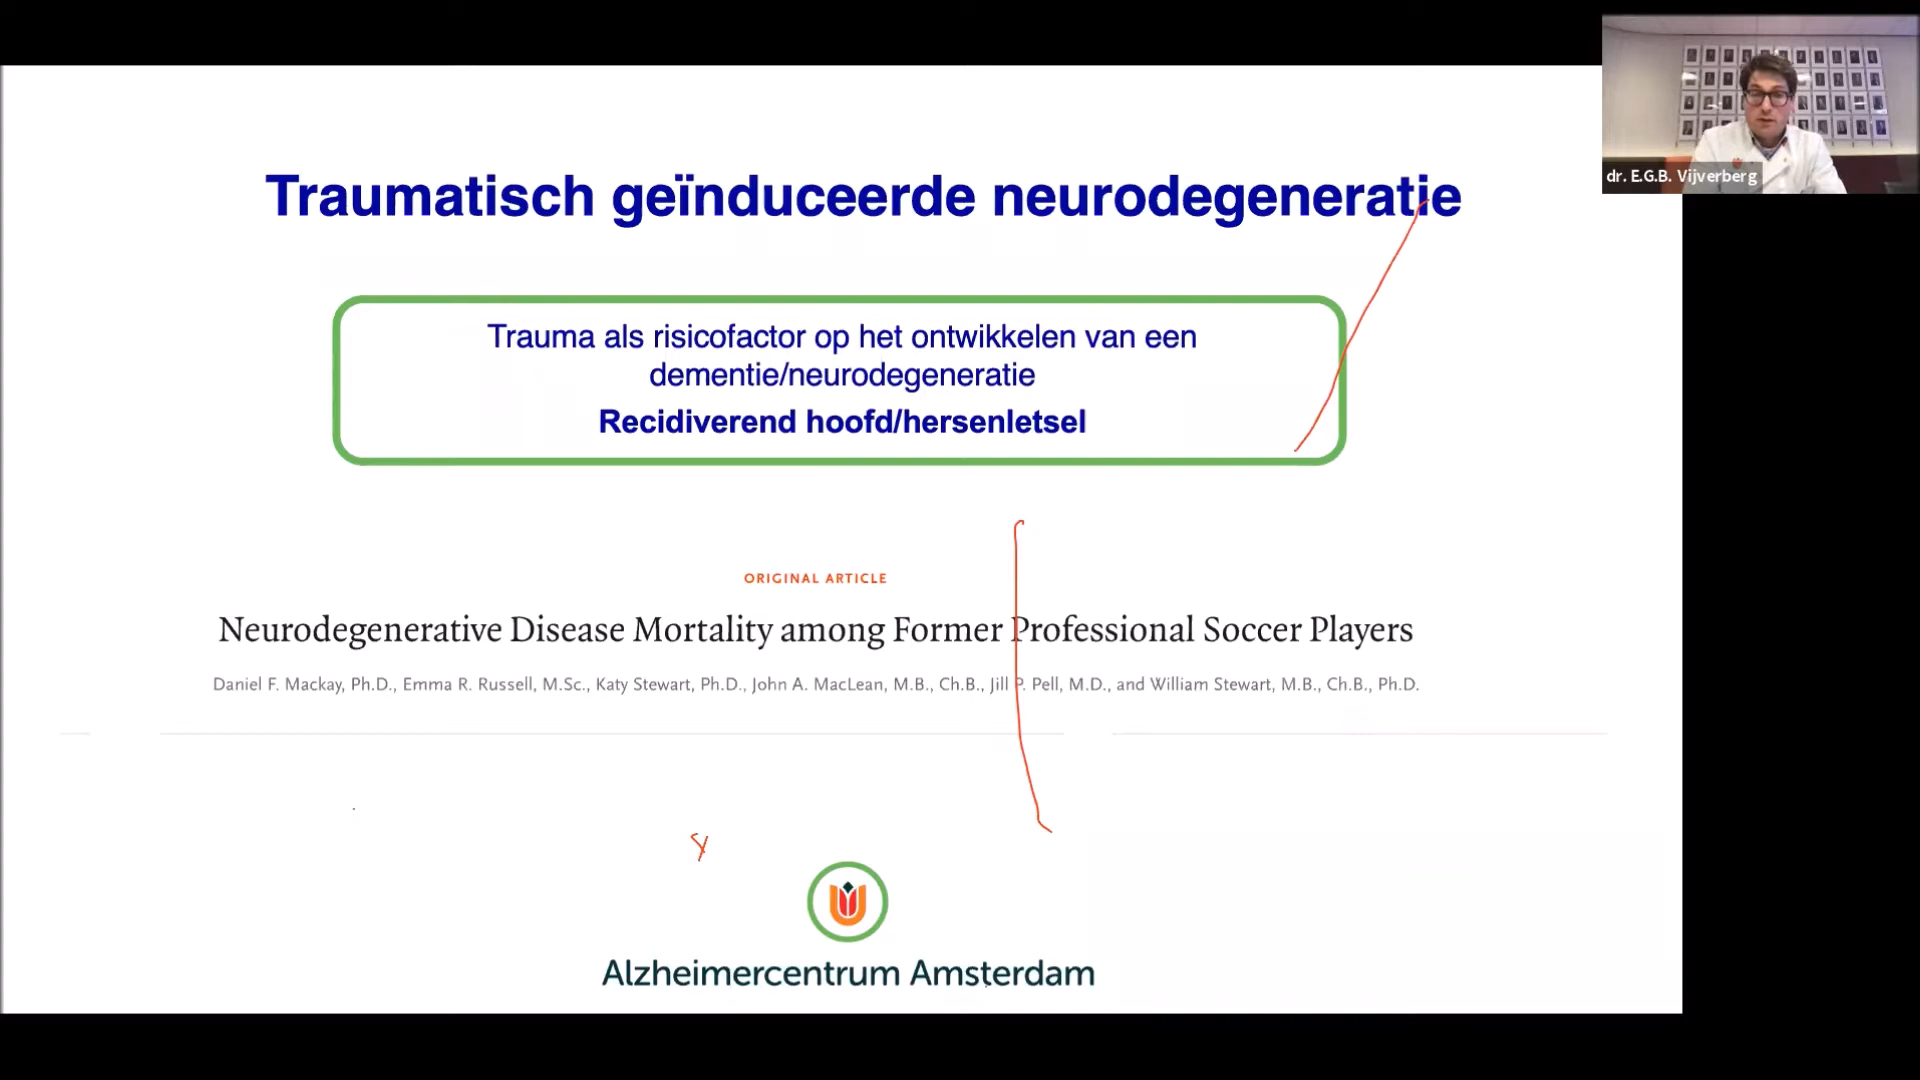 dr. E.G.B. Vijverberg
Traumatisch geïnduceerde neurodegeneratie
Trauma als risicofactor op het ontwikkelen van een
dementie/neurodegeneratie
Recidiverend hoofd/hersenletsel
ORIGINAL ARTICLE
Neurodegenerative Disease Mortality among Former Professional Soccer Players
Daniel F. Mackay, Ph.D., Emma R. Russell, M.Sc., Katy Stewart, Ph.D., John A. MacLean, M.B., Ch.B., Jill P. Pell, M.D., and William Stewart, M.B., Ch.B., Ph.D.
Alzheimercentrum Amsterdam